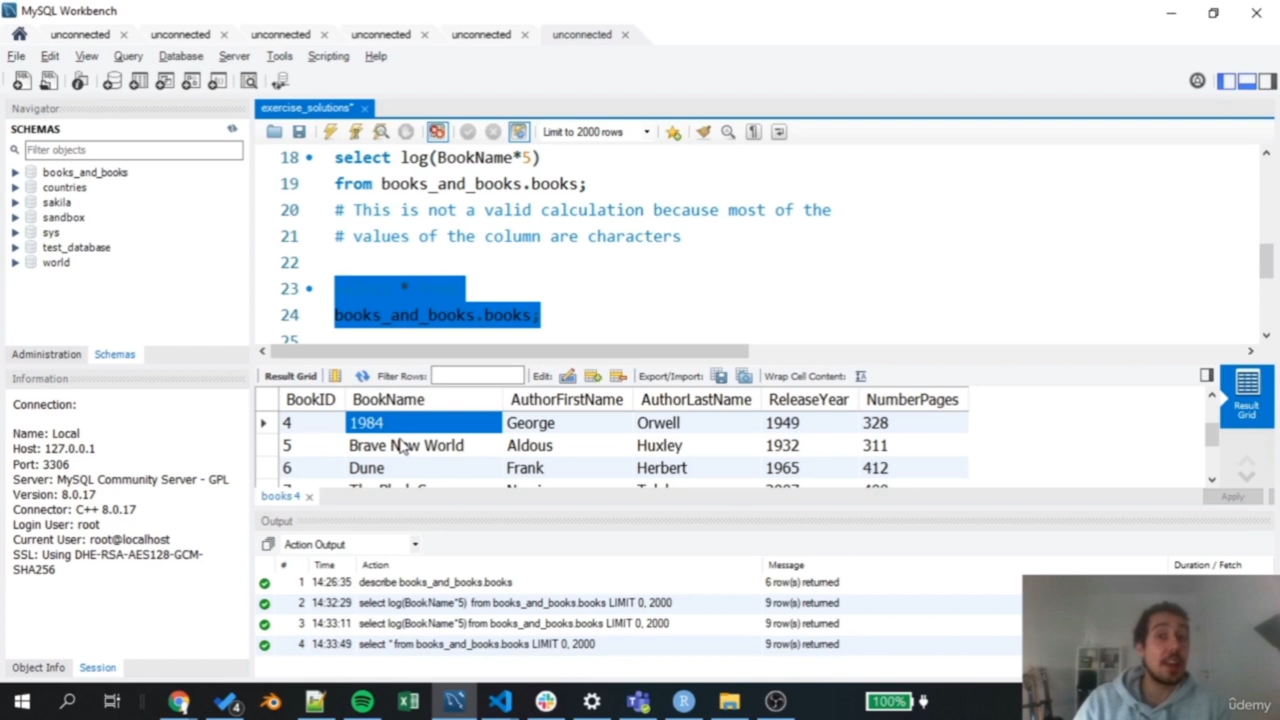 MySQL Workbench
unconnected × unconnected × unconnected × unconnected × unconnected × unconnected ×
File Edit View Query Database Server Tools Scripting Help
Navigator
SCHEMAS
Filter objects
books_and_books
countries
sakila
sandbox
sys
test_database
world
Administration Schemas
Information
Connection:
Name: Local
Host: 127.0.0.1
Port: 3306
Server: MySQL Community Server - GPL
Version: 8.0.17
Connector: C++ 8.0.17
Login User: root
Current User: root@localhost
SSL: Using DHE-RSA-AES128-GCM-
SHA256
Object Info Session
exercise_solutions* ×
Limit to 2000 rows
18 select log(BookName*5)
19 from books_and_books.books;
20 # This is not a valid calculation because most of the
21 # values of the column are characters
22
23 *
24 books_and_books.books;
25
Result Grid Filter Rows: Edit: Export/Import: Wrap Cell Content:
BookID BookName AuthorFirstName AuthorLastName ReleaseYear NumberPages
4 1984 George Orwell 1949 328
5 Brave New World Aldous Huxley 1932 311
6 Dune Frank Herbert 1965 412
Result
Grid
books 4 × Apply
Output
Action Output
# Time Action Message Duration / Fetch
1 14:26:35 describe books_and_books.books 6 row(s) returned
2 14:32:29 select log(BookName*5) from books_and_books.books LIMIT 0, 2000 9 row(s) returned
3 14:33:11 select log(BookName*5) from books_and_books.books LIMIT 0, 2000 9 row(s) returned
4 14:33:49 select * from books_and_books.books LIMIT 0, 2000 9 row(s) returned
4
100%
udemy